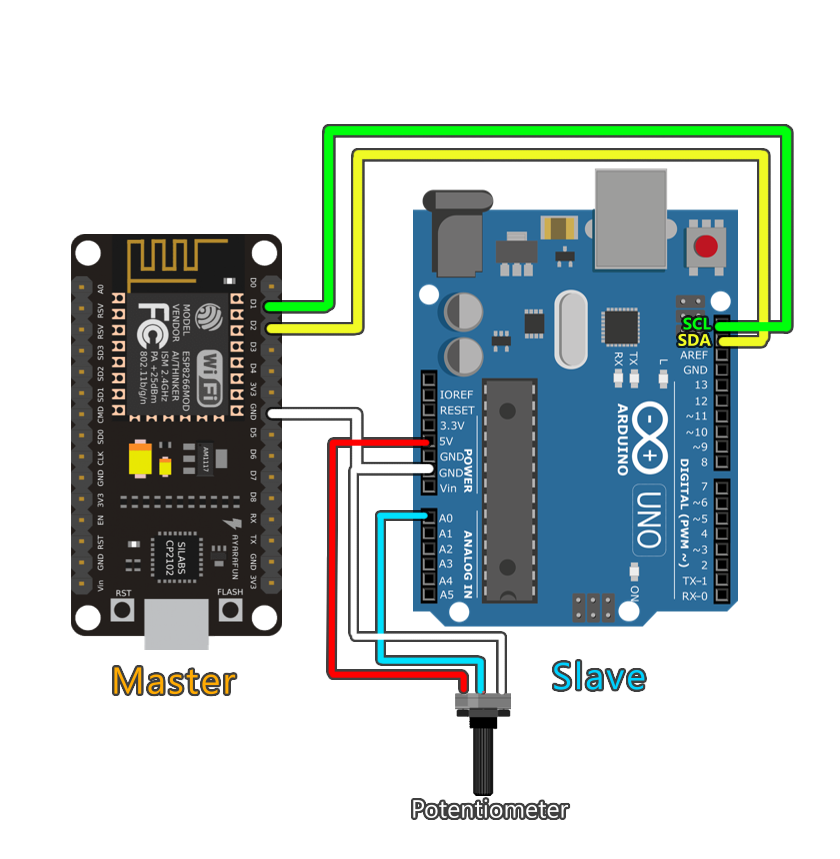 A0
RSV
RSV
SD3
SD2
SD1
CMD
SD0
CLK
GND
3V3
EN
RST
GND
Vin
D0
D1
D2
D3
D4
3V3
GND
D5
D6
D7
D8
RX
TX
GND
3V3
MODEL
VENDOR
ESP8266MOD
AI/THINKER
ISM 2.4GHz
PA +25dBm
802.11b/g/n
FC
Wi Fi
AM1117
SILABS
CP2102
AYARAFUN
RST
FLASH
Master
SCL
SDA
AREF
GND
13
12
~11
~10
~9
8
7
~6
~5
4
~3
2
TX-1
RX-0
DIGITAL (PWM ~)
RX
TX
L
ARDUINO
UNO
ON
IOREF
RESET
3.3V
5V
GND
GND
Vin
POWER
A0
A1
A2
A3
A4
A5
ANALOG IN
Slave
Potentiometer